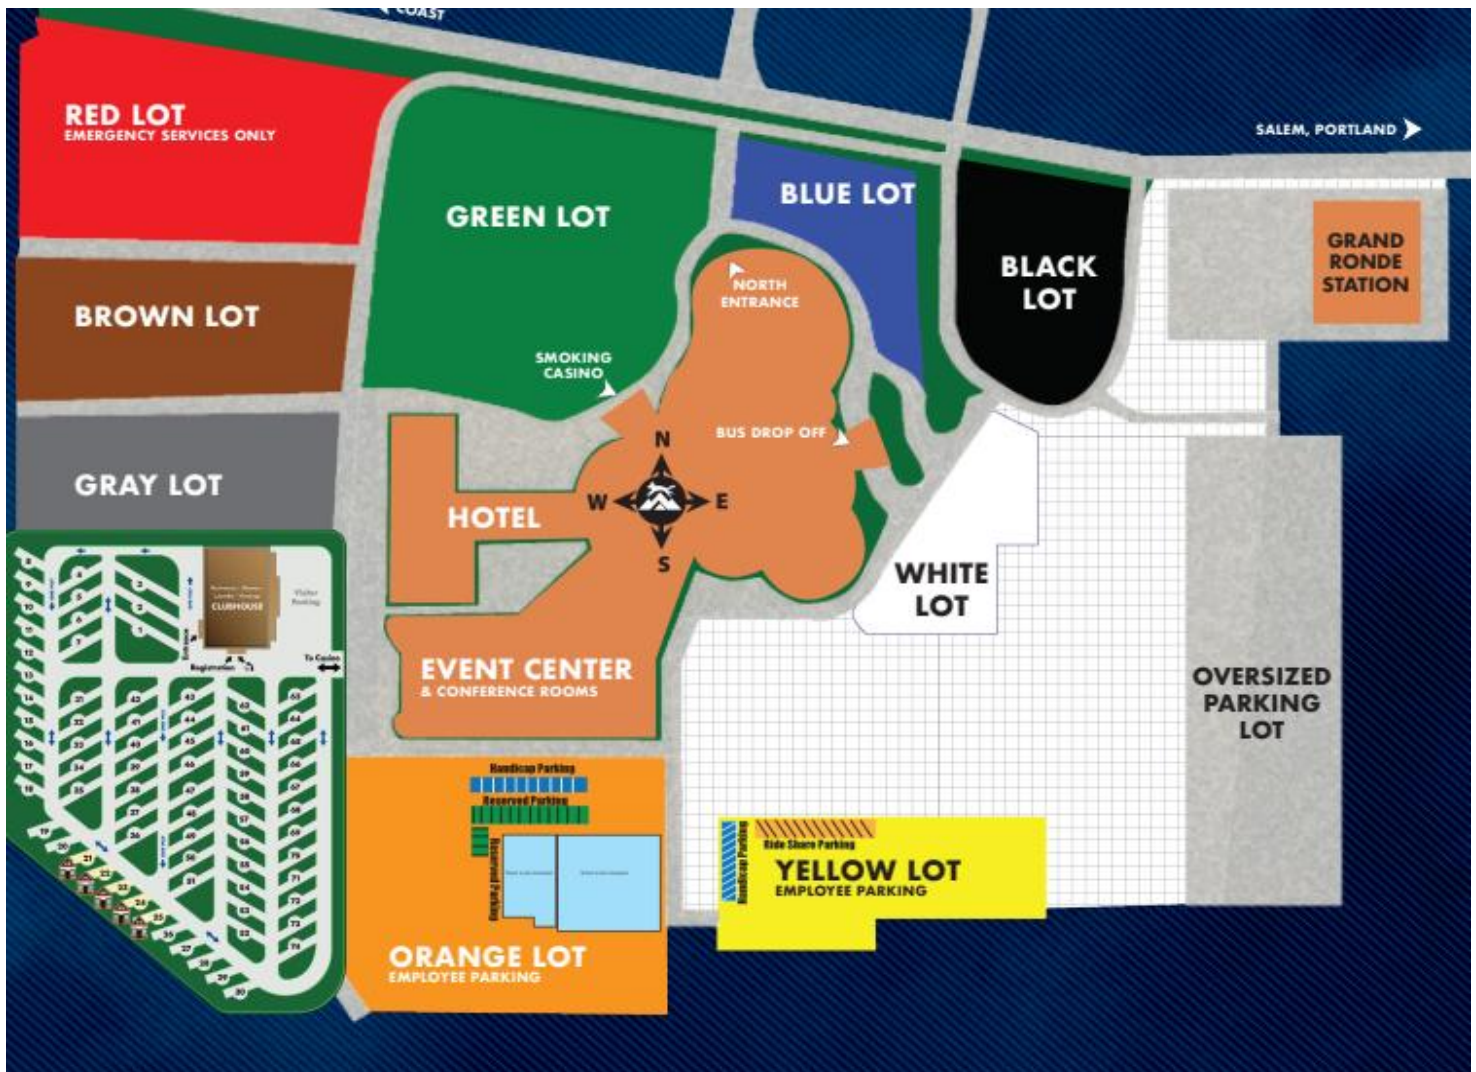 COAST
RED LOT
EMERGENCY SERVICES ONLY
SALEM, PORTLAND
GREEN LOT
BLUE LOT
BLACK
LOT
GRAND
RONDE
STATION
BROWN LOT
NORTH
ENTRANCE
SMOKING
CASINO
BUS DROP OFF
N
W
E
S
GRAY LOT
HOTEL
WHITE
LOT
EVENT CENTER
& CONFERENCE ROOMS
OVERSIZED
PARKING
LOT
CLUBHOUSE
Visitor
Parking
Registration
To Casino
Handicap Parking
Reserved Parking
Reserved Parking
ORANGE LOT
EMPLOYEE PARKING
Handicap Parking
Ride Share Parking
YELLOW LOT
EMPLOYEE PARKING